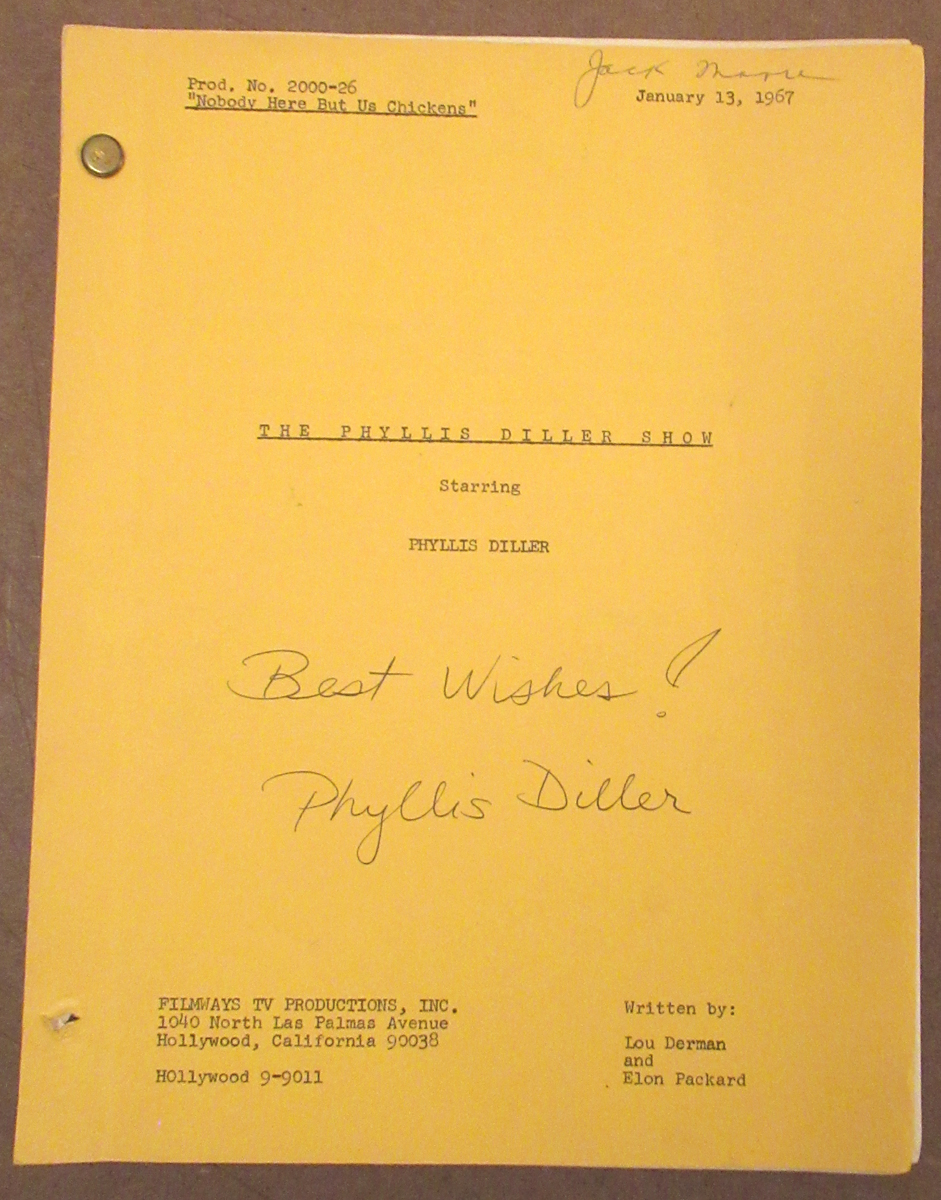 Jack Moore
Prod. No. 2000-26
"Nobody Here But Us Chickens"
January 13, 1967
THE PHYLLIS DILLER SHOW
Starring
PHYLLIS DILLER
Best Wishes!
Phyllis Diller
FILMWAYS TV PRODUCTIONS, INC.
1040 North Las Palmas Avenue
Hollywood, California 90038
HOllywood 9-9011
Written by:
Lou Derman
and
Elon Packard